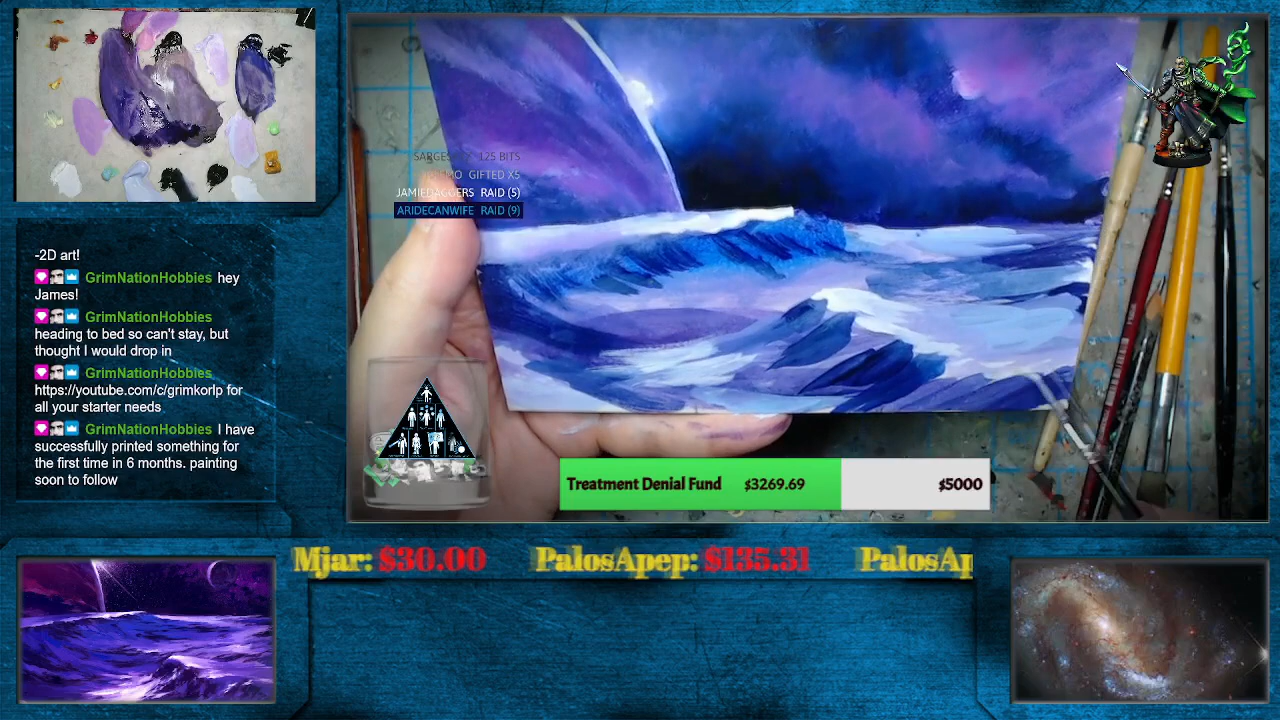 -2D art!
GrimNationHobbies hey
James!
GrimNationHobbies
heading to bed so can't stay, but
thought I would drop in
GrimNationHobbies
https://youtube.com/c/grimkorlp for
all your starter needs
GrimNationHobbies I have
successfully printed something for
the first time in 6 months. painting
soon to follow
125 BITS
GIFTED X5
JAMIEDAGGERS RAID (5)
ARIDECANWIFE RAID (9)
Treatment Denial Fund $3269.69 $5000
Mjar: $30.00 PalosApep: $135.31 PalosAp